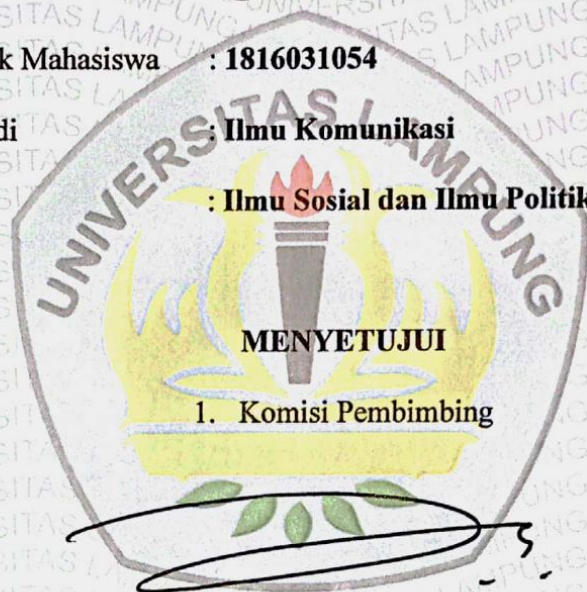 k Mahasiswa : 1816031054
di : Ilmu Komunikasi
: Ilmu Sosial dan Ilmu Politik
UNIVERSITAS LAMPUNG
MENYETUJUI
1. Komisi Pembimbing